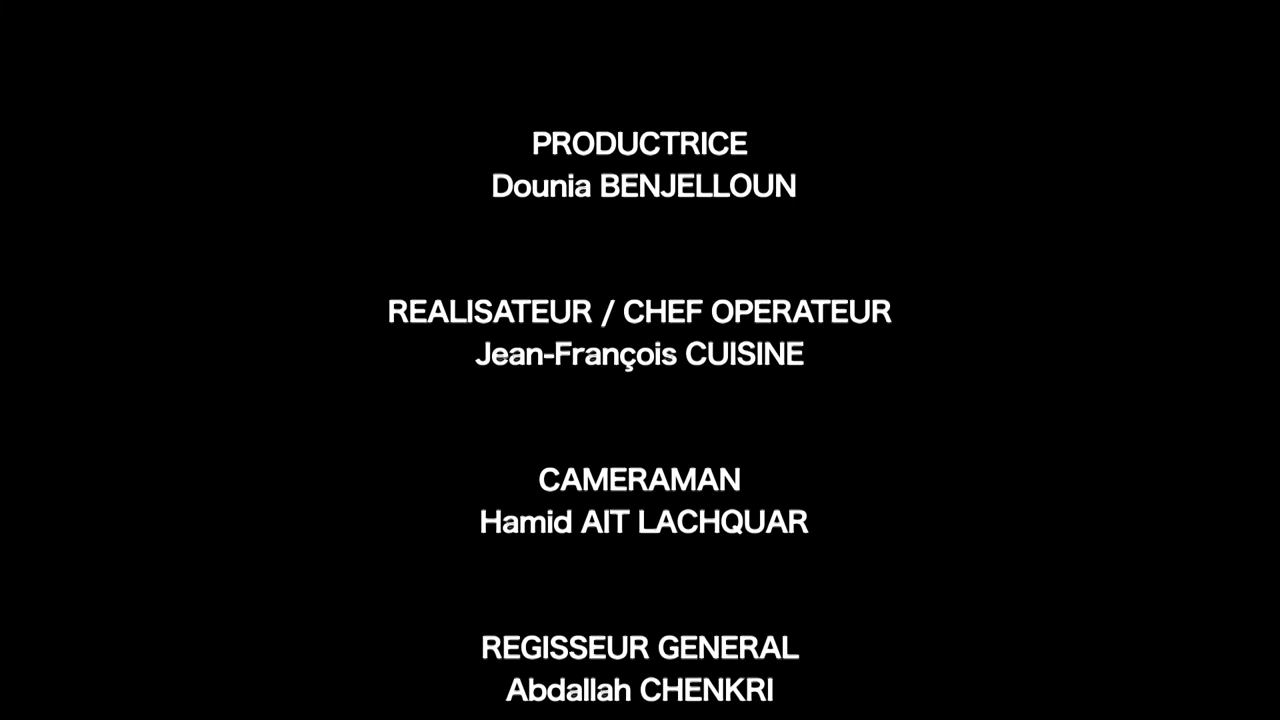 PRODUCTRICE
Dounia BENJELLOUN
REALISATEUR / CHEF OPERATEUR
Jean-François CUISINE
CAMERAMAN
Hamid AIT LACHQUAR
REGISSEUR GENERAL
Abdallah CHENKRI